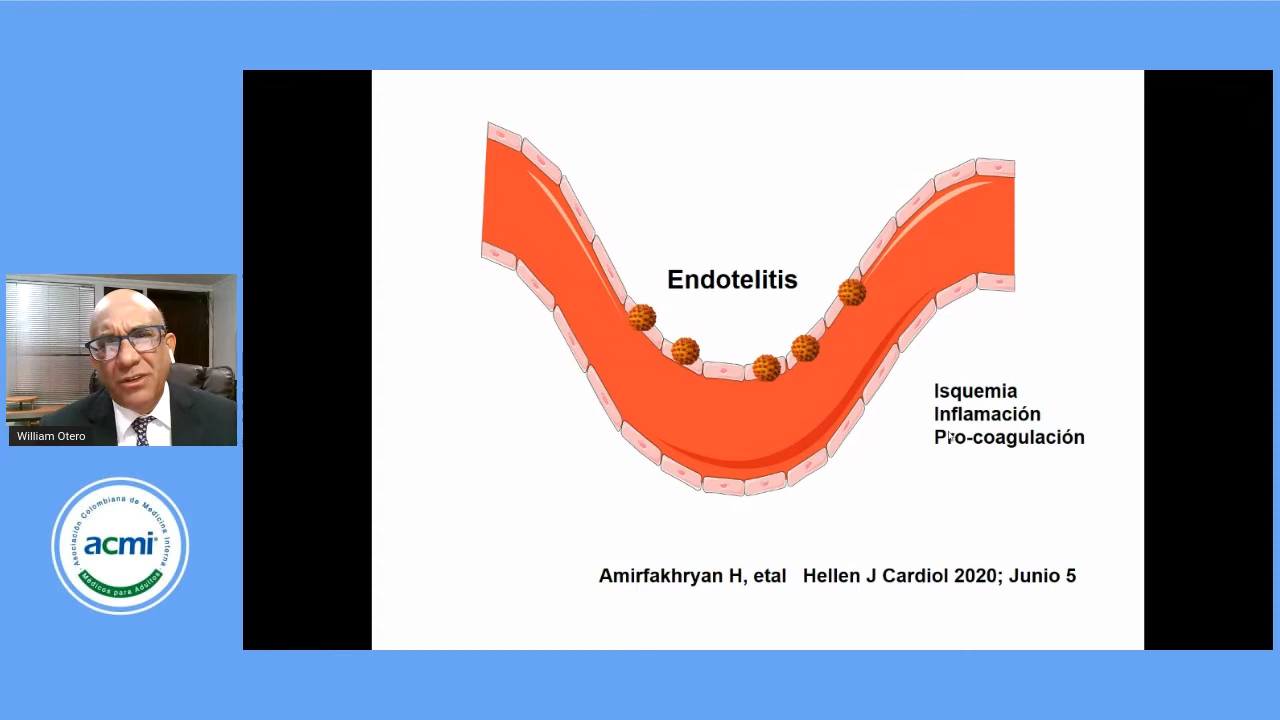 Endotelitis
Isquemia
Inflamación
Pro-coagulación
Amirfakhryan H, etal Hellen J Cardiol 2020; Junio 5
William Otero
Asociación Colombiana de Medicina Interna
acmi
Médicos para Adultos